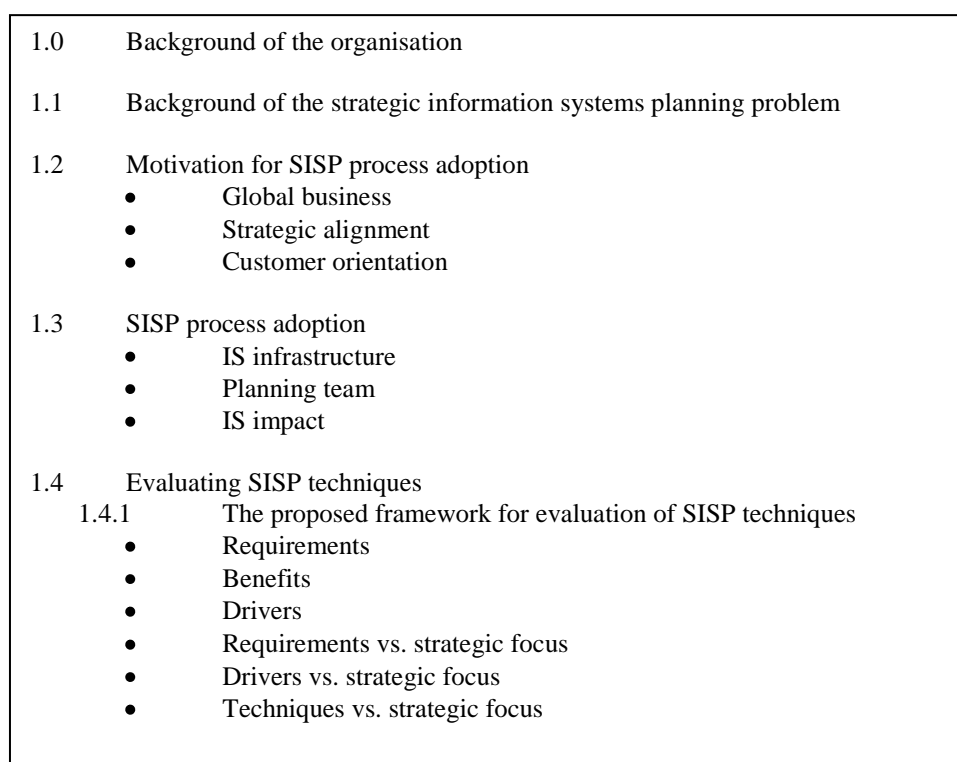 1.0 Background of the organisation
1.1 Background of the strategic information systems planning problem
1.2 Motivation for SISP process adoption
• Global business
• Strategic alignment
• Customer orientation
1.3 SISP process adoption
• IS infrastructure
• Planning team
• IS impact
1.4 Evaluating SISP techniques
1.4.1 The proposed framework for evaluation of SISP techniques
• Requirements
• Benefits
• Drivers
• Requirements vs. strategic focus
• Drivers vs. strategic focus
• Techniques vs. strategic focus